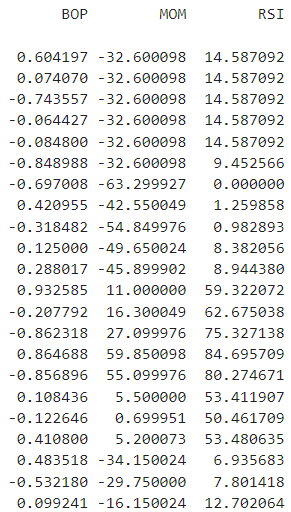 BOP MOM RSI
0.604197 -32.600098 14.587092
0.074070 -32.600098 14.587092
-0.743557 -32.600098 14.587092
-0.064427 -32.600098 14.587092
-0.084800 -32.600098 14.587092
-0.848988 -32.600098 9.452566
-0.697008 -63.299927 0.000000
0.420955 -42.550049 1.259858
-0.318482 -54.849976 0.982893
0.125000 -49.650024 8.382056
0.288017 -45.899902 8.944380
0.932585 11.000000 59.322072
-0.207792 16.300049 62.675038
-0.862318 27.099976 75.327138
0.864688 59.850098 84.695709
-0.856896 55.099976 80.274671
0.108436 5.500000 53.411907
-0.122646 0.699951 50.461709
0.410800 5.200073 53.480635
0.483518 -34.150024 6.935683
-0.532180 -29.750000 7.801418
0.099241 -16.150024 12.702064